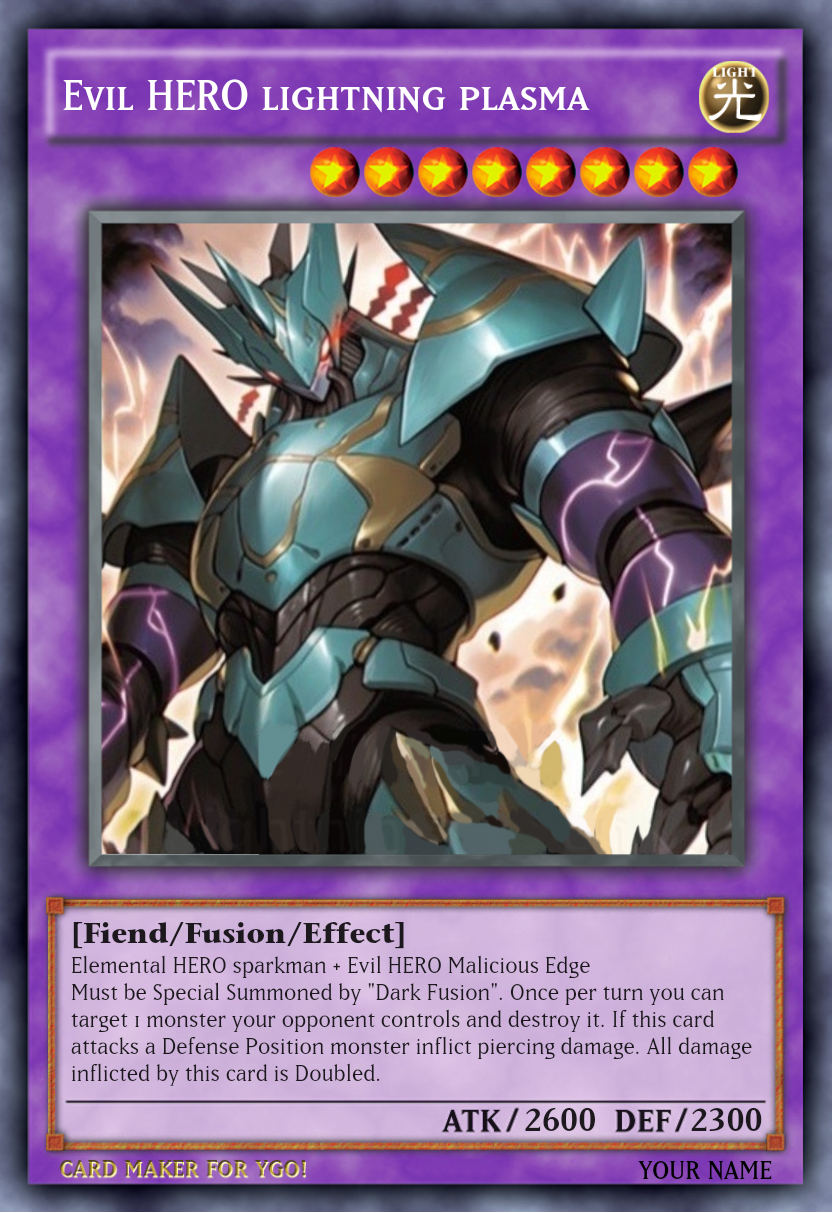 Evil HERO lightning plasma
LIGHT
光
[Fiend/Fusion/Effect]
Elemental HERO sparkman + Evil HERO Malicious Edge
Must be Special Summoned by "Dark Fusion". Once per turn you can
target 1 monster your opponent controls and destroy it. If this card
attacks a Defense Position monster inflict piercing damage. All damage
inflicted by this card is Doubled.
ATK/2600 DEF/2300
CARD MAKER FOR YGO! YOUR NAME